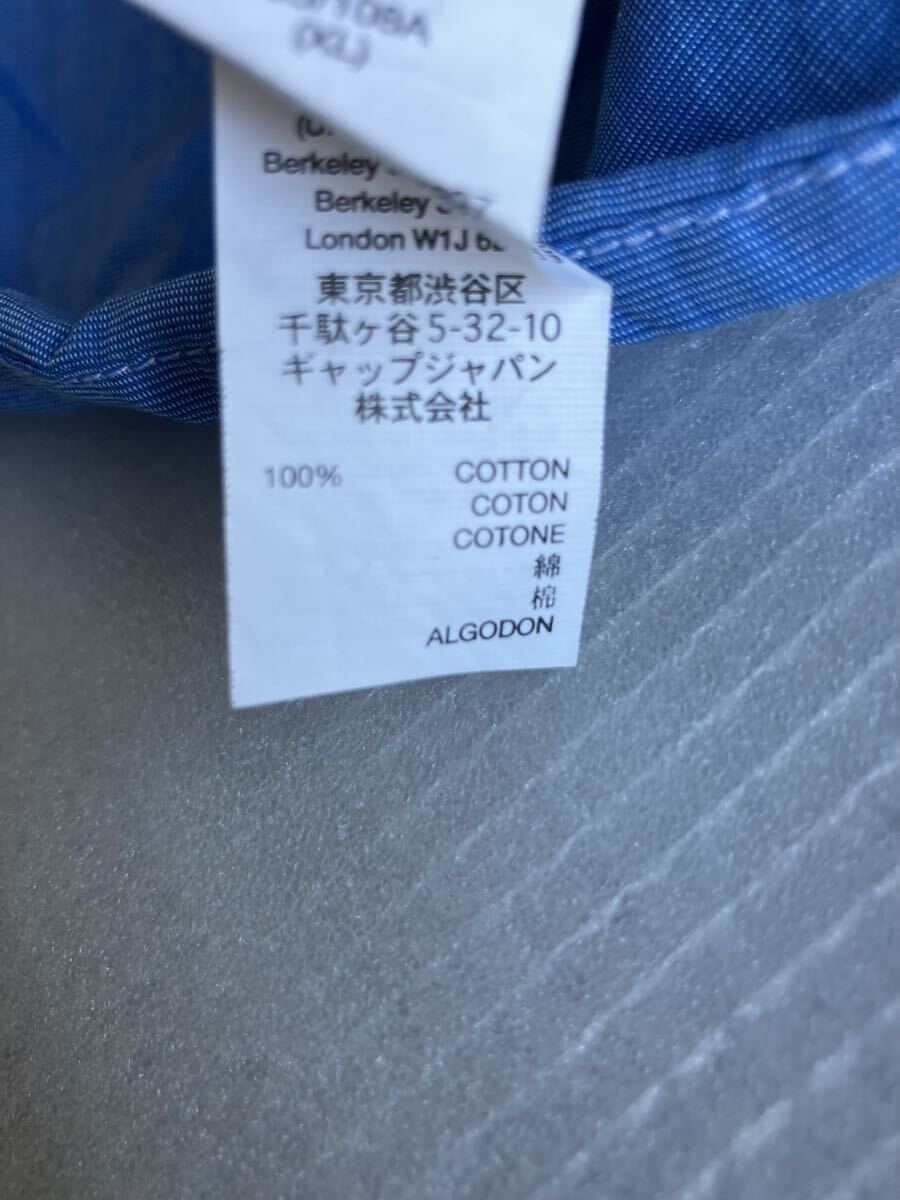 (XL)
Berkeley
Berkeley
London W1J
東京都渋谷区
千駄ヶ谷5-32-10
ギャップジャパン
株式会社
100% COTTON
COTON
COTONE
綿
棉
ALGODON